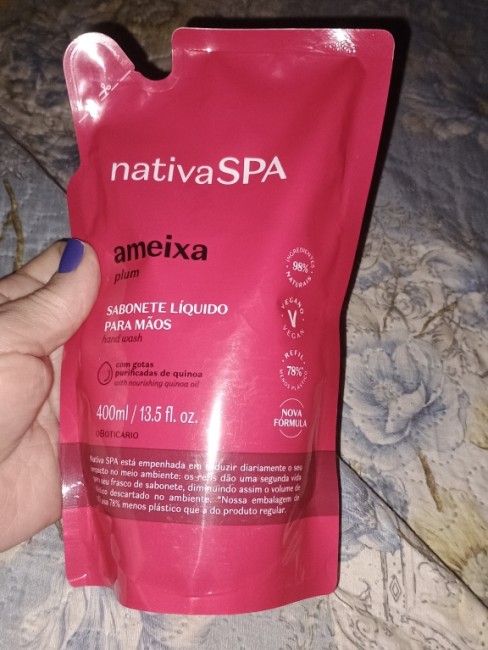 nativaSPA
ameixa
plum
SABONETE LÍQUIDO
PARA MÃOS
hand wash
com gotas
purificadas de quinoa
with nourishing quinoa oil
400ml / 13.5 fl. oz.
oBOTICÁRIO
INGREDIENTES
98%
NATURAIS
VEGANO
V
VEGAN
REFIL
78%
MENOS PLÁSTICO
NOVA
FÓRMULA
Nativa SPA está empenhada em reduzir diariamente o seu
impacto no meio ambiente: os refis dão uma segunda vida
seu frasco de sabonete, diminuindo assim o volume de
descartado no ambiente. *Nossa embalagem de
usa 78% menos plástico que a do produto regular.